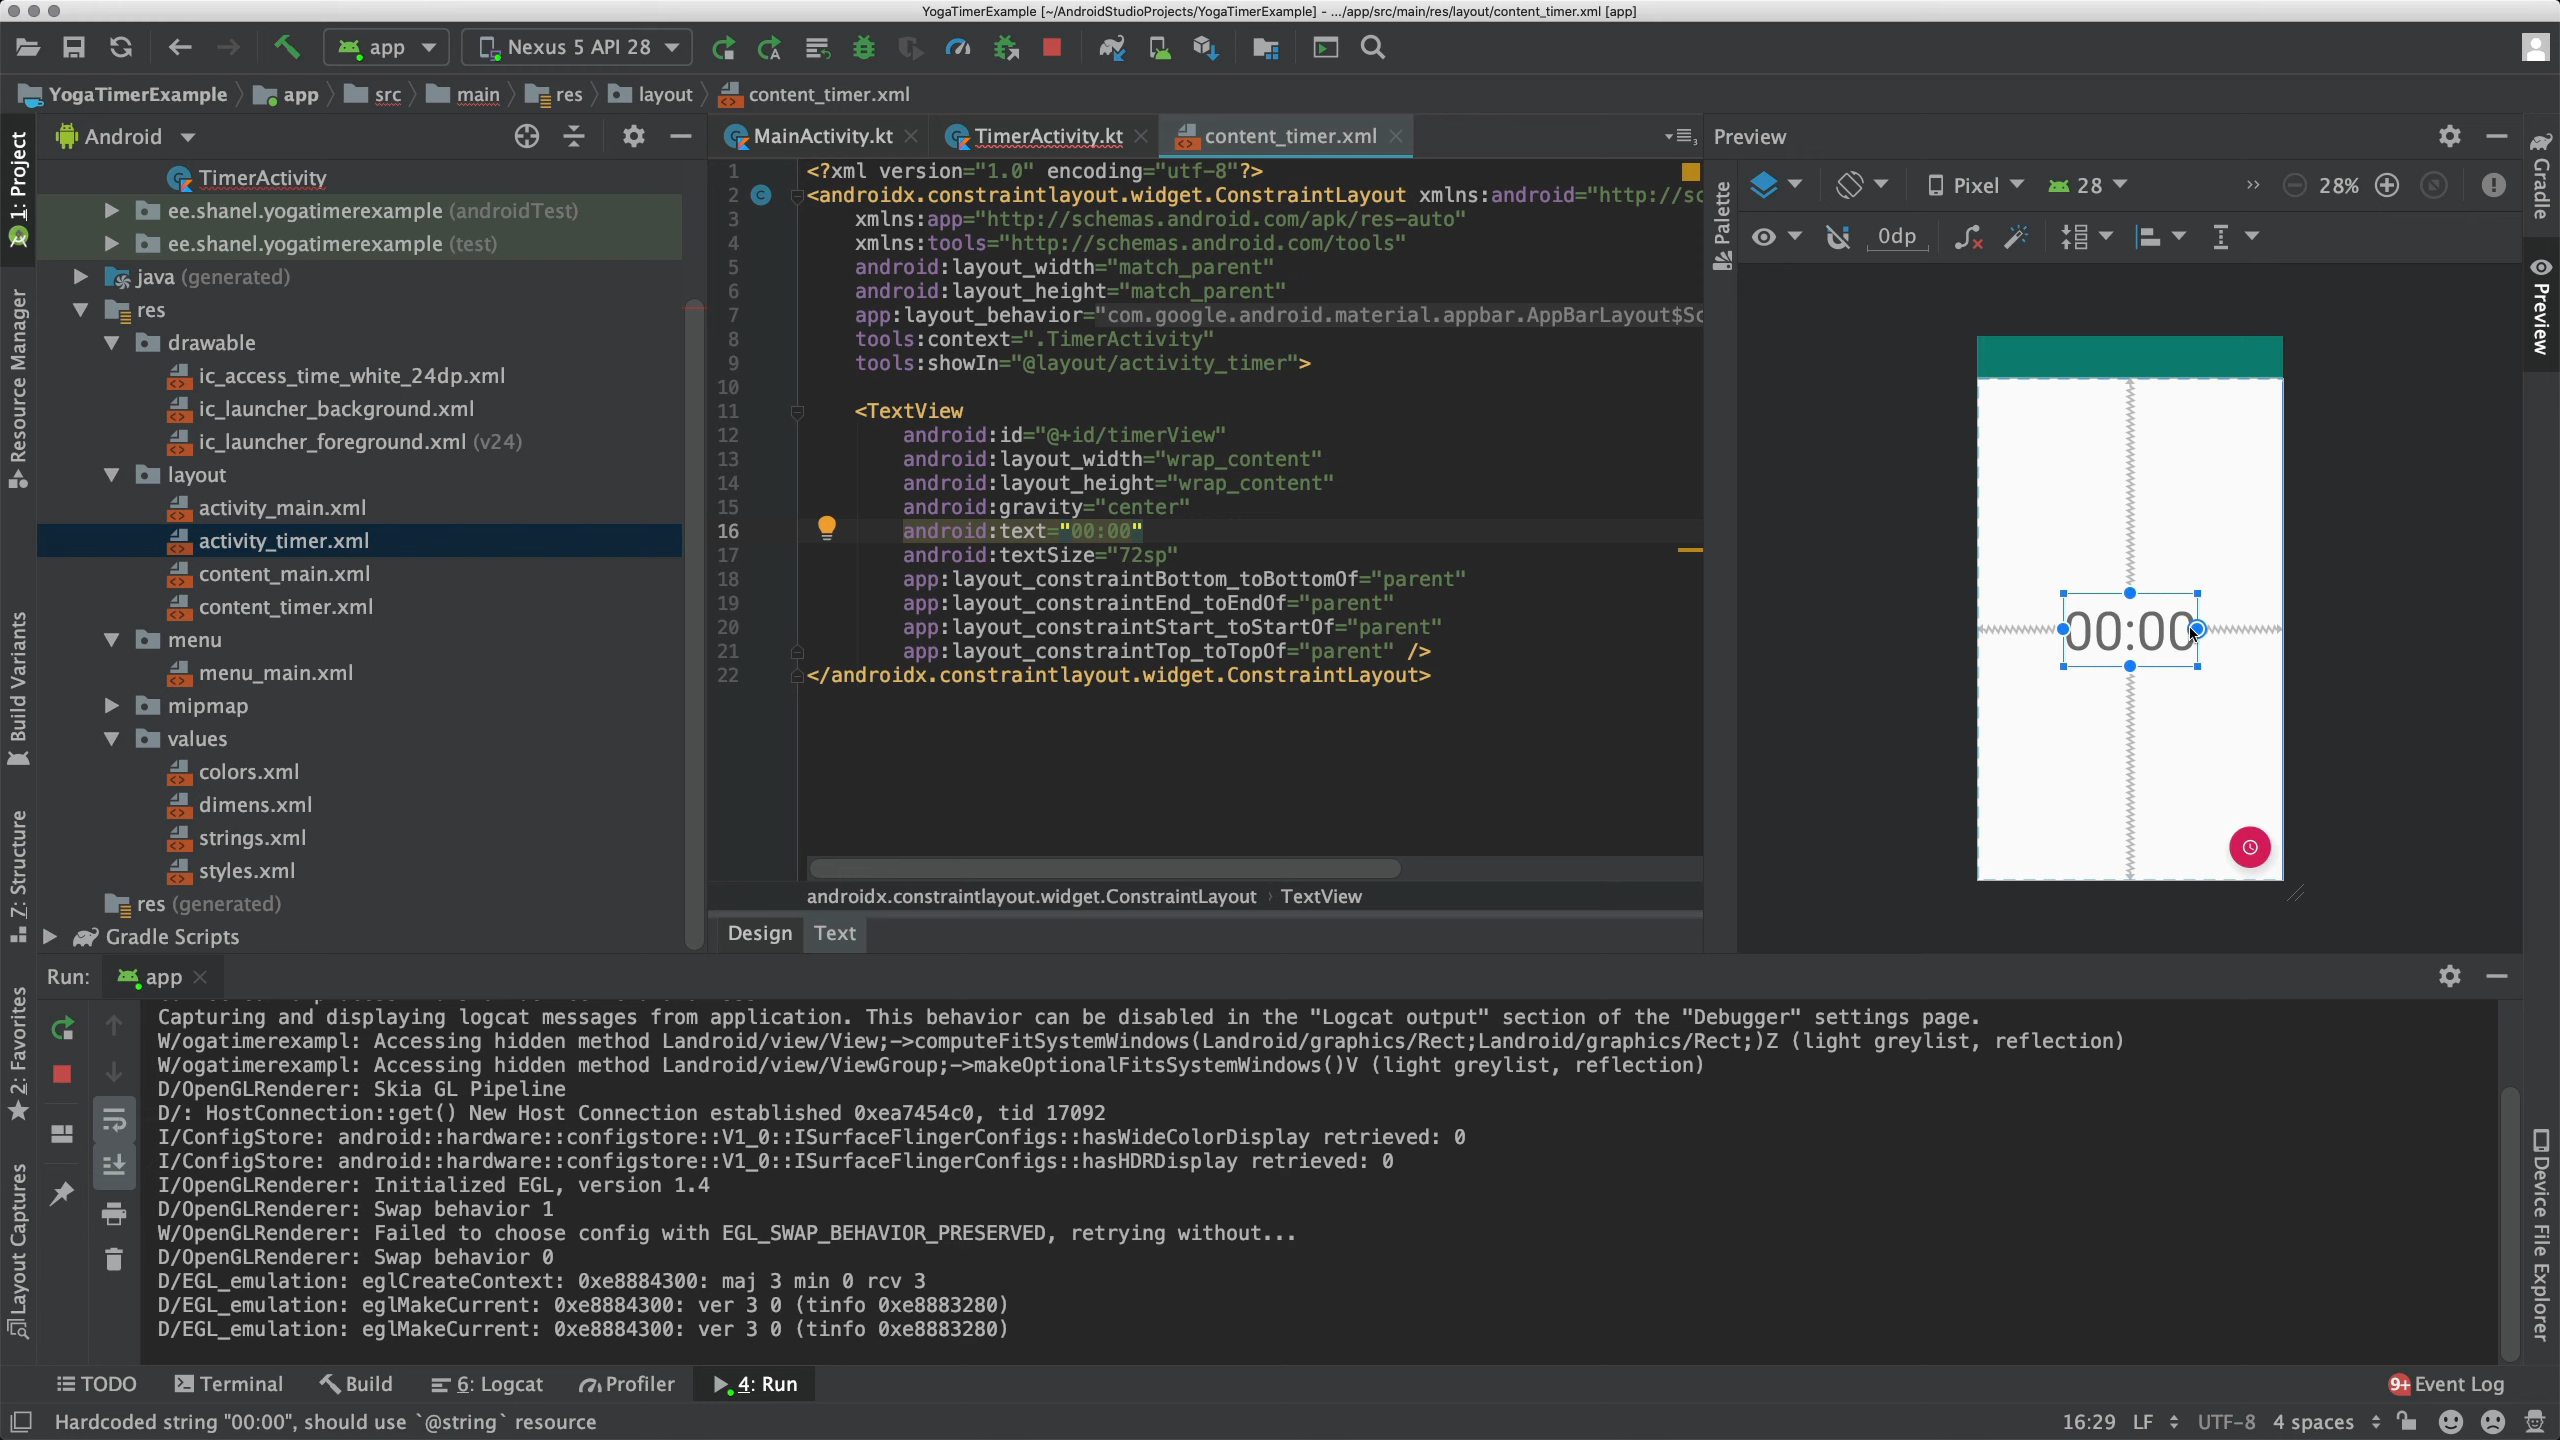 YogaTimerExample [~/AndroidStudioProjects/YogaTimerExample] - .../app/src/main/res/layout/content_timer.xml [app]
app
Nexus 5 API 28
YogaTimerExample
app
src
main
res
layout
content_timer.xml
Android
MainActivity.kt
TimerActivity.kt
content_timer.xml
Preview
1: Project
Resource Manager
Build Variants
Z: Structure
2: Favorites
Layout Captures
TimerActivity
ee.shanel.yogatimerexample (androidTest)
ee.shanel.yogatimerexample (test)
java (generated)
res
drawable
ic_access_time_white_24dp.xml
ic_launcher_background.xml
ic_launcher_foreground.xml (v24)
layout
activity_main.xml
activity_timer.xml
content_main.xml
content_timer.xml
menu
menu_main.xml
mipmap
values
colors.xml
dimens.xml
strings.xml
styles.xml
res (generated)
Gradle Scripts
1 <?xml version="1.0" encoding="utf-8"?>
2 <androidx.constraintlayout.widget.ConstraintLayout xmlns:android="http://sc
3 xmlns:app="http://schemas.android.com/apk/res-auto"
4 xmlns:tools="http://schemas.android.com/tools"
5 android:layout_width="match_parent"
6 android:layout_height="match_parent"
7 app:layout_behavior="com.google.android.material.appbar.AppBarLayout$Sc
8 tools:context=".TimerActivity"
9 tools:showIn="@layout/activity_timer">
10
11 <TextView
12 android:id="@+id/timerView"
13 android:layout_width="wrap_content"
14 android:layout_height="wrap_content"
15 android:gravity="center"
16 android:text="00:00"
17 android:textSize="72sp"
18 app:layout_constraintBottom_toBottomOf="parent"
19 app:layout_constraintEnd_toEndOf="parent"
20 app:layout_constraintStart_toStartOf="parent"
21 app:layout_constraintTop_toTopOf="parent" />
22 </androidx.constraintlayout.widget.ConstraintLayout>
androidx.constraintlayout.widget.ConstraintLayout › TextView
Design
Text
Palette
Pixel
28
28%
0dp
00:00
Gradle
Preview
Device File Explorer
Run:
app
Capturing and displaying logcat messages from application. This behavior can be disabled in the "Logcat output" section of the "Debugger" settings page.
W/ogatimerexampl: Accessing hidden method Landroid/view/View;->computeFitSystemWindows(Landroid/graphics/Rect;Landroid/graphics/Rect;)Z (light greylist, reflection)
W/ogatimerexampl: Accessing hidden method Landroid/view/ViewGroup;->makeOptionalFitsSystemWindows()V (light greylist, reflection)
D/OpenGLRenderer: Skia GL Pipeline
D/: HostConnection::get() New Host Connection established 0xea7454c0, tid 17092
I/ConfigStore: android::hardware::configstore::V1_0::ISurfaceFlingerConfigs::hasWideColorDisplay retrieved: 0
I/ConfigStore: android::hardware::configstore::V1_0::ISurfaceFlingerConfigs::hasHDRDisplay retrieved: 0
I/OpenGLRenderer: Initialized EGL, version 1.4
D/OpenGLRenderer: Swap behavior 1
W/OpenGLRenderer: Failed to choose config with EGL_SWAP_BEHAVIOR_PRESERVED, retrying without...
D/OpenGLRenderer: Swap behavior 0
D/EGL_emulation: eglCreateContext: 0xe8884300: maj 3 min 0 rcv 3
D/EGL_emulation: eglMakeCurrent: 0xe8884300: ver 3 0 (tinfo 0xe8883280)
D/EGL_emulation: eglMakeCurrent: 0xe8884300: ver 3 0 (tinfo 0xe8883280)
TODO
Terminal
Build
6: Logcat
Profiler
4: Run
9+ Event Log
Hardcoded string "00:00", should use `@string` resource
16:29 LF UTF-8 4 spaces